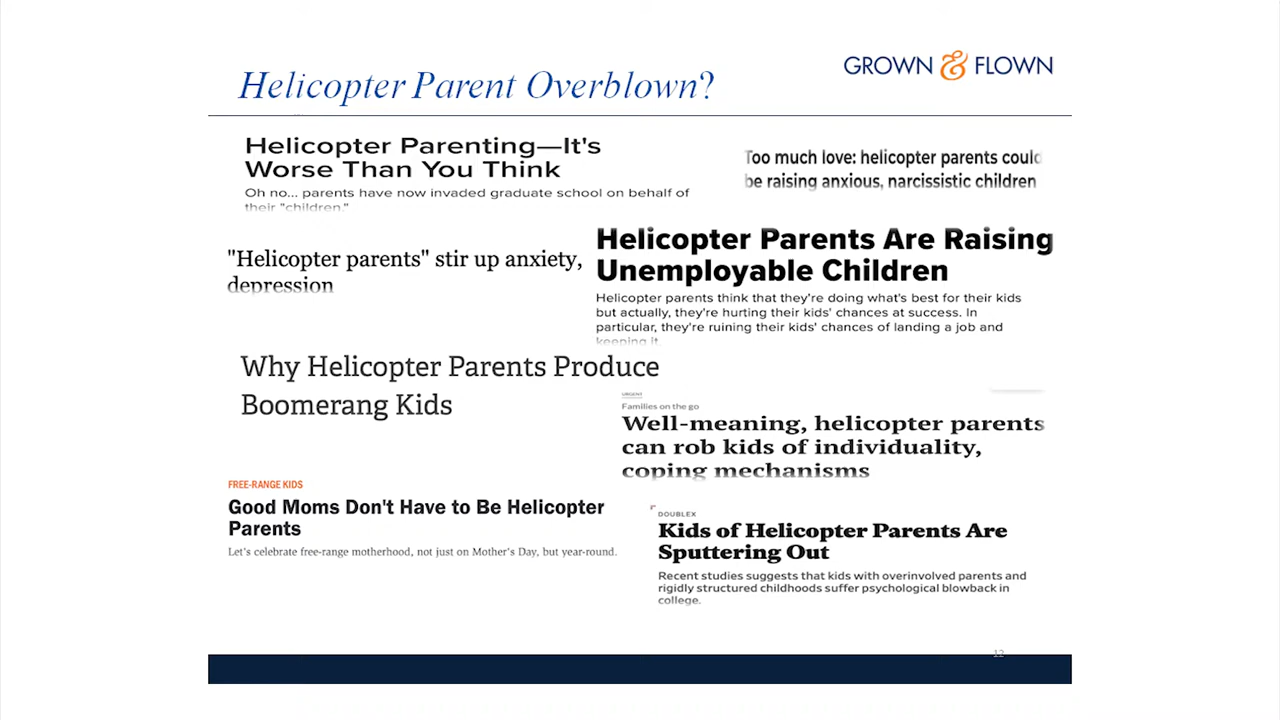 Helicopter Parent Overblown?
GROWN & FLOWN
Helicopter Parenting—It's
Worse Than You Think
Oh no... parents have now invaded graduate school on behalf of
their "children."
Too much love: helicopter parents could
be raising anxious, narcissistic children
"Helicopter parents" stir up anxiety,
depression
Helicopter Parents Are Raising
Unemployable Children
Helicopter parents think that they're doing what's best for their kids
but actually, they're hurting their kids' chances at success. In
particular, they're ruining their kids' chances of landing a job and
keeping it.
Why Helicopter Parents Produce
Boomerang Kids
URGENT
Families on the go
Well-meaning, helicopter parents
can rob kids of individuality,
coping mechanisms
FREE-RANGE KIDS
Good Moms Don't Have to Be Helicopter
Parents
Let's celebrate free-range motherhood, not just on Mother's Day, but year-round.
DOUBLEX
Kids of Helicopter Parents Are
Sputtering Out
Recent studies suggests that kids with overinvolved parents and
rigidly structured childhoods suffer psychological blowback in
college.
12